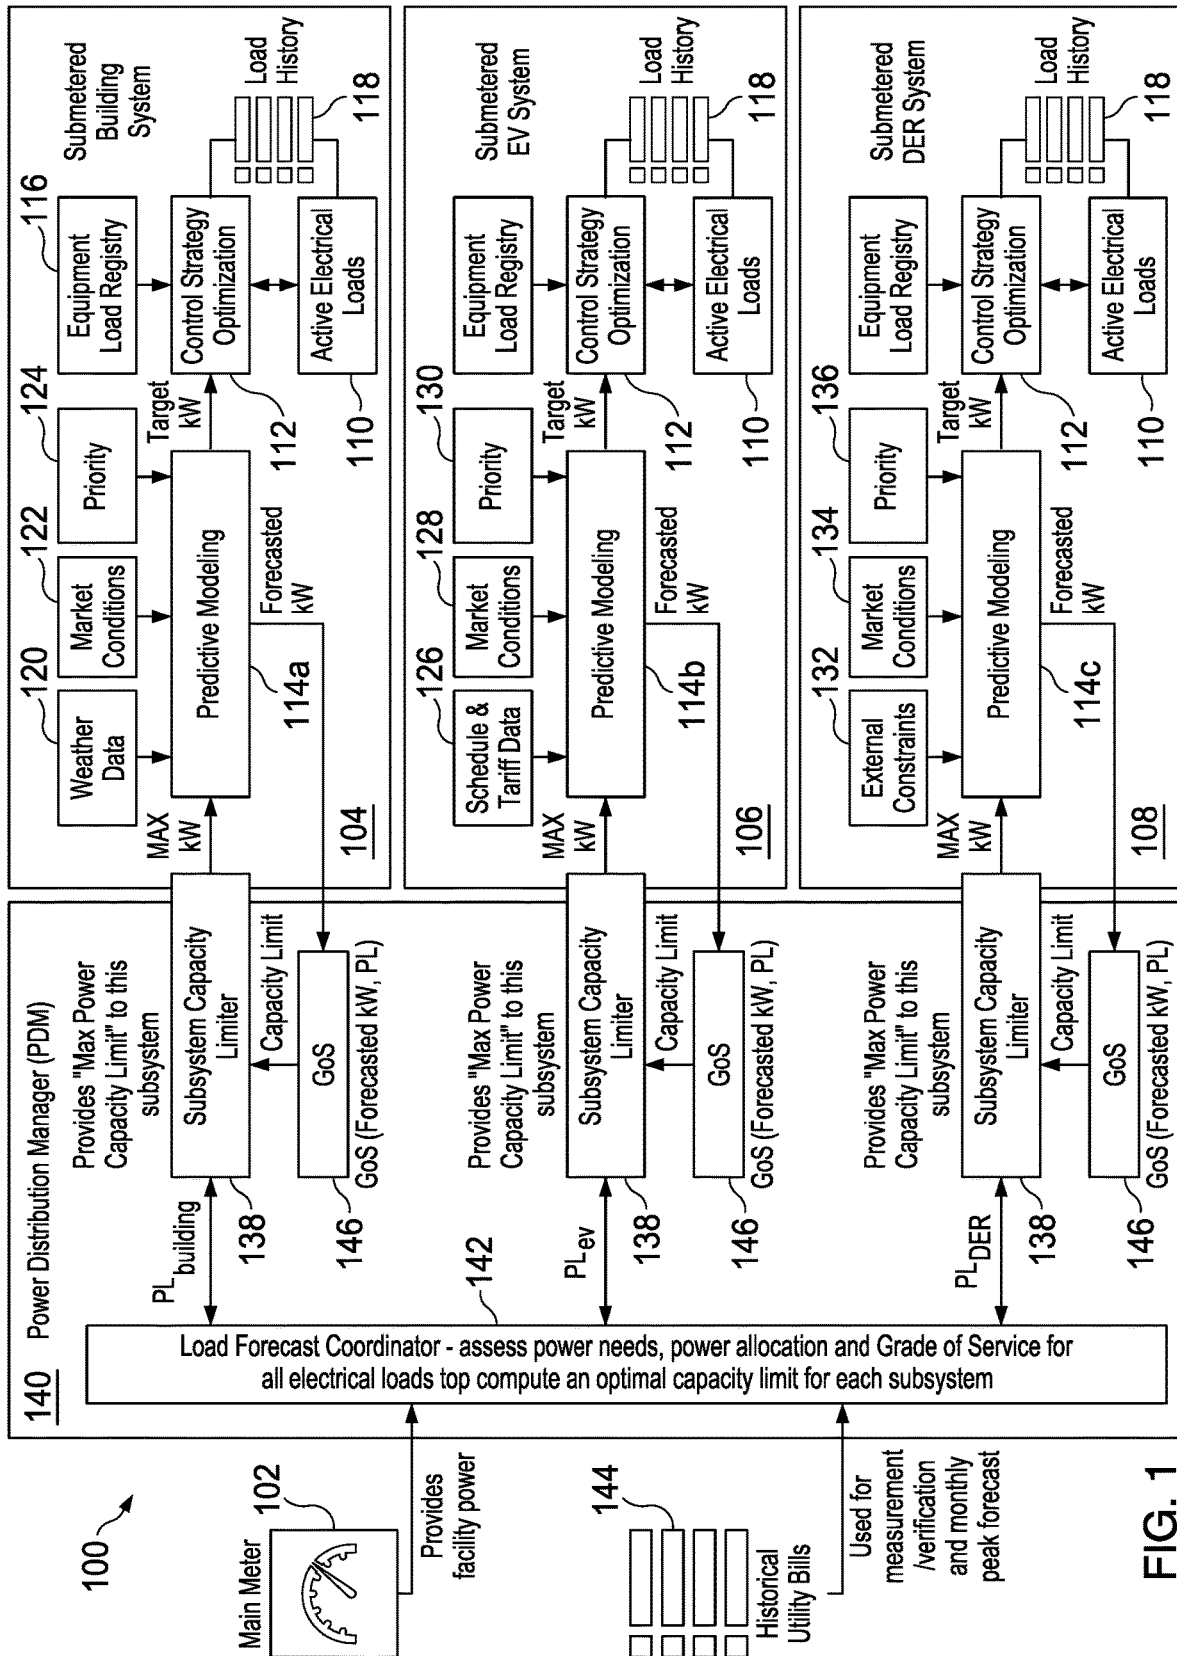 100
Main Meter
102
Provides
facility power
144
Historical
Utility Bills
Used for
measurement
/verification
and monthly
peak forecast
140
Power Distribution Manager (PDM)
142
Load Forecast Coordinator - assess power needs, power allocation and Grade of Service for
all electrical loads top compute an optimal capacity limit for each subsystem
PL building
Provides "Max Power
Capacity Limit" to this
subsystem
Subsystem Capacity
Limiter
138
Capacity Limit
GoS
146
GoS (Forecasted kW, PL)
PL ev
Provides "Max Power
Capacity Limit" to this
subsystem
Subsystem Capacity
Limiter
138
Capacity Limit
GoS
146
GoS (Forecasted kW, PL)
PL DER
Provides "Max Power
Capacity Limit" to this
subsystem
Subsystem Capacity
Limiter
138
Capacity Limit
GoS
146
GoS (Forecasted kW, PL)
104
MAX
kW
120
Weather
Data
122
Market
Conditions
124
Priority
Predictive Modeling
114a
Forecasted
kW
Target
kW
116
Equipment
Load Registry
Control Strategy
Optimization
112
Active Electrical
Loads
110
Submetered
Building
System
Load
History
118
106
MAX
kW
126
Schedule &
Tariff Data
128
Market
Conditions
130
Priority
Predictive Modeling
114b
Forecasted
kW
Target
kW
Equipment
Load Registry
Control Strategy
Optimization
112
Active Electrical
Loads
110
Submetered
EV System
Load
History
118
108
MAX
kW
132
External
Constraints
134
Market
Conditions
136
Priority
Predictive Modeling
114c
Forecasted
kW
Target
kW
Equipment
Load Registry
Control Strategy
Optimization
112
Active Electrical
Loads
110
Submetered
DER System
Load
History
118
FIG. 1